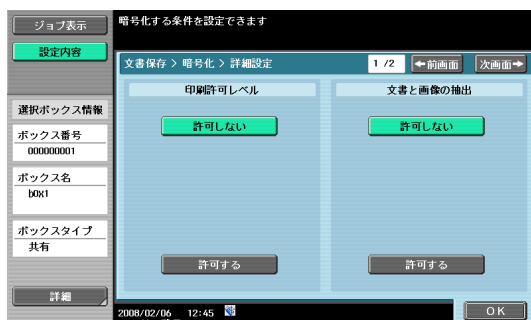 ジョブ表示
暗号化する条件を設定できます
設定内容
文書保存 > 暗号化 > 詳細設定
1 /2
←前画面
次画面→
印刷許可レベル
文書と画像の抽出
選択ボックス情報
許可しない
許可しない
ボックス番号
000000001
ボックス名
box1
ボックスタイプ
共有
許可する
許可する
詳細
2008/02/06 12:45
OK